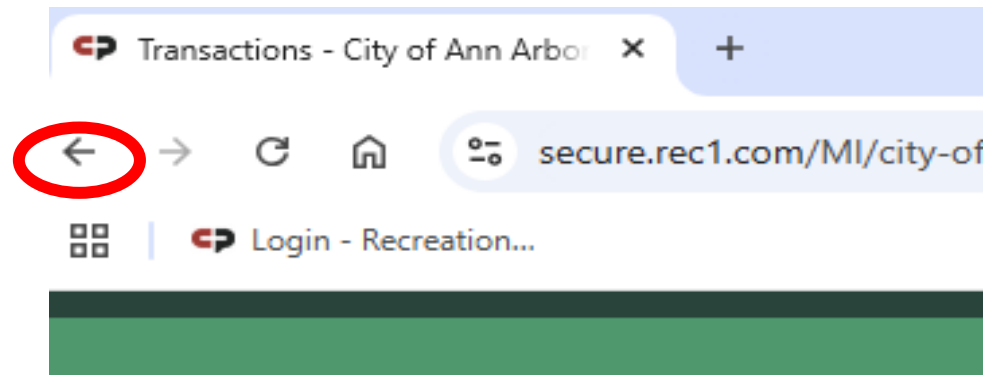 Transactions - City of Ann Arbor
secure.rec1.com/MI/city-of
Login - Recreation...